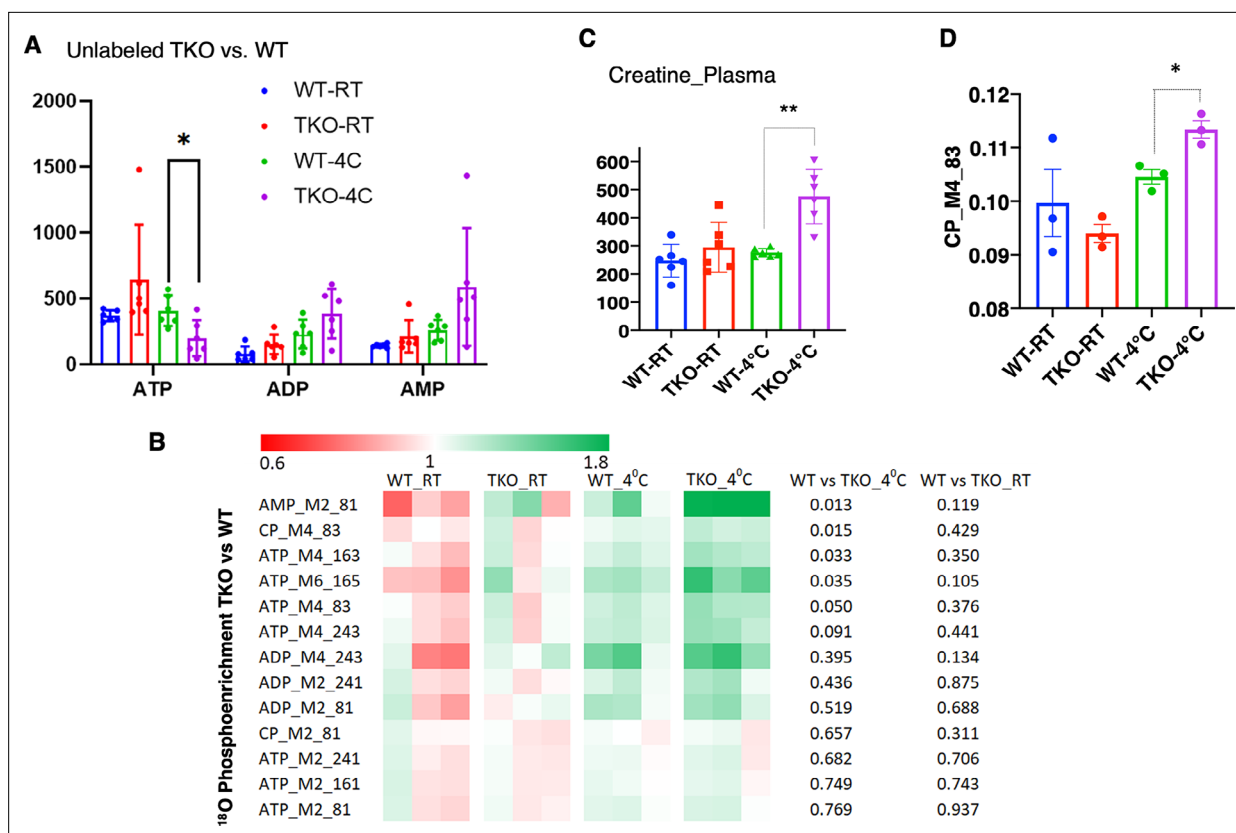 A Unlabeled TKO vs. WT
WT-RT
TKO-RT
WT-4C
TKO-4C
2000
1500
1000
500
0
*
ATP ADP AMP
C
Creatine_Plasma
**
600
500
400
300
200
100
0
WT-RT TKO-RT WT-4°C TKO-4°C
D
*
CP_M4_83
0.12
0.11
0.10
0.09
0.08
WT-RT TKO-RT WT-4°C TKO-4°C
B
0.6 1 1.8
WT_RT TKO_RT WT_4⁰C TKO_4⁰C WT vs TKO_4⁰C WT vs TKO_RT
¹⁸O Phosphoenrichment TKO vs WT
AMP_M2_81 0.013 0.119
CP_M4_83 0.015 0.429
ATP_M4_163 0.033 0.350
ATP_M6_165 0.035 0.105
ATP_M4_83 0.050 0.376
ATP_M4_243 0.091 0.441
ADP_M4_243 0.395 0.134
ADP_M2_241 0.436 0.875
ADP_M2_81 0.519 0.688
CP_M2_81 0.657 0.311
ATP_M2_241 0.682 0.706
ATP_M2_161 0.749 0.743
ATP_M2_81 0.769 0.937